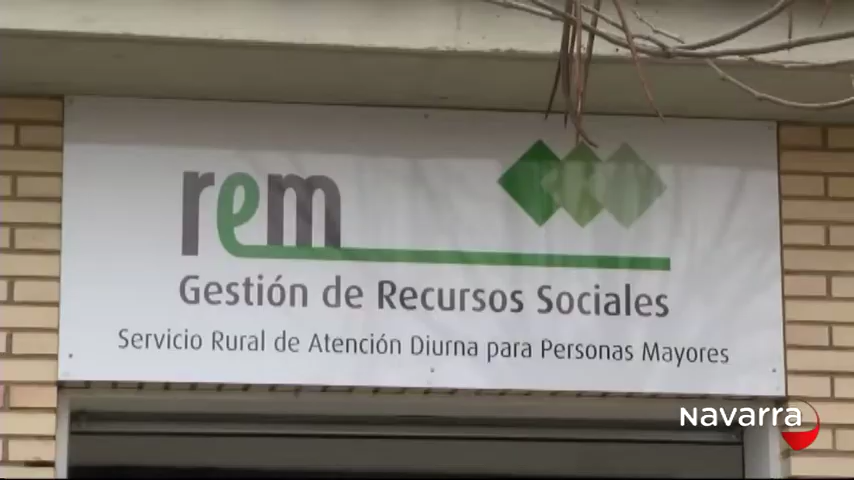 rem
Gestión de Recursos Sociales
Servicio Rural de Atención Diurna para Personas Mayores
Navarra